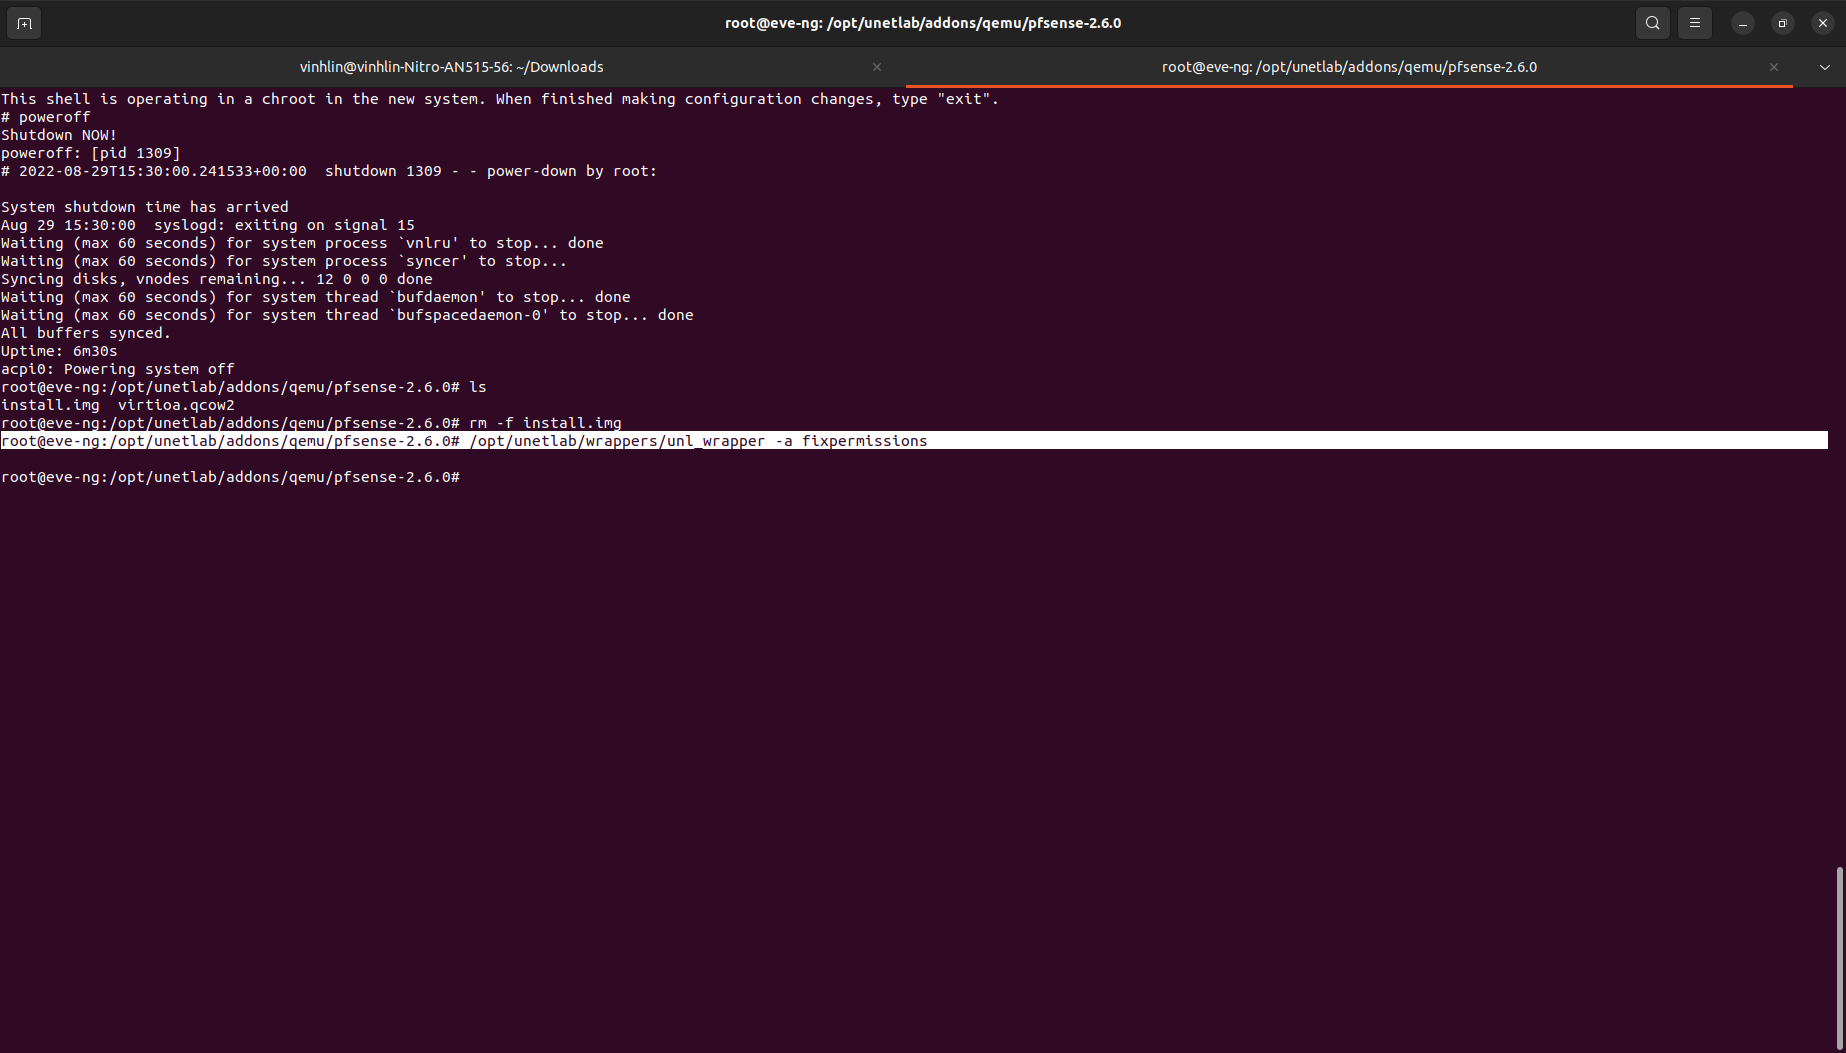 root@eve-ng: /opt/unetlab/addons/qemu/pfsense-2.6.0
vinhlin@vinhlin-Nitro-AN515-56: ~/Downloads
root@eve-ng: /opt/unetlab/addons/qemu/pfsense-2.6.0
This shell is operating in a chroot in the new system. When finished making configuration changes, type "exit".
# poweroff
Shutdown NOW!
poweroff: [pid 1309]
# 2022-08-29T15:30:00.241533+00:00  shutdown 1309 - - power-down by root:
System shutdown time has arrived
Aug 29 15:30:00  syslogd: exiting on signal 15
Waiting (max 60 seconds) for system process `vnlru' to stop... done
Waiting (max 60 seconds) for system process `syncer' to stop...
Syncing disks, vnodes remaining... 12 0 0 0 done
Waiting (max 60 seconds) for system thread `bufdaemon' to stop... done
Waiting (max 60 seconds) for system thread `bufspacedaemon-0' to stop... done
All buffers synced.
Uptime: 6m30s
acpi0: Powering system off
root@eve-ng:/opt/unetlab/addons/qemu/pfsense-2.6.0# ls
install.img  virtioa.qcow2
root@eve-ng:/opt/unetlab/addons/qemu/pfsense-2.6.0# rm -f install.img
root@eve-ng:/opt/unetlab/addons/qemu/pfsense-2.6.0# /opt/unetlab/wrappers/unl_wrapper -a fixpermissions
root@eve-ng:/opt/unetlab/addons/qemu/pfsense-2.6.0#